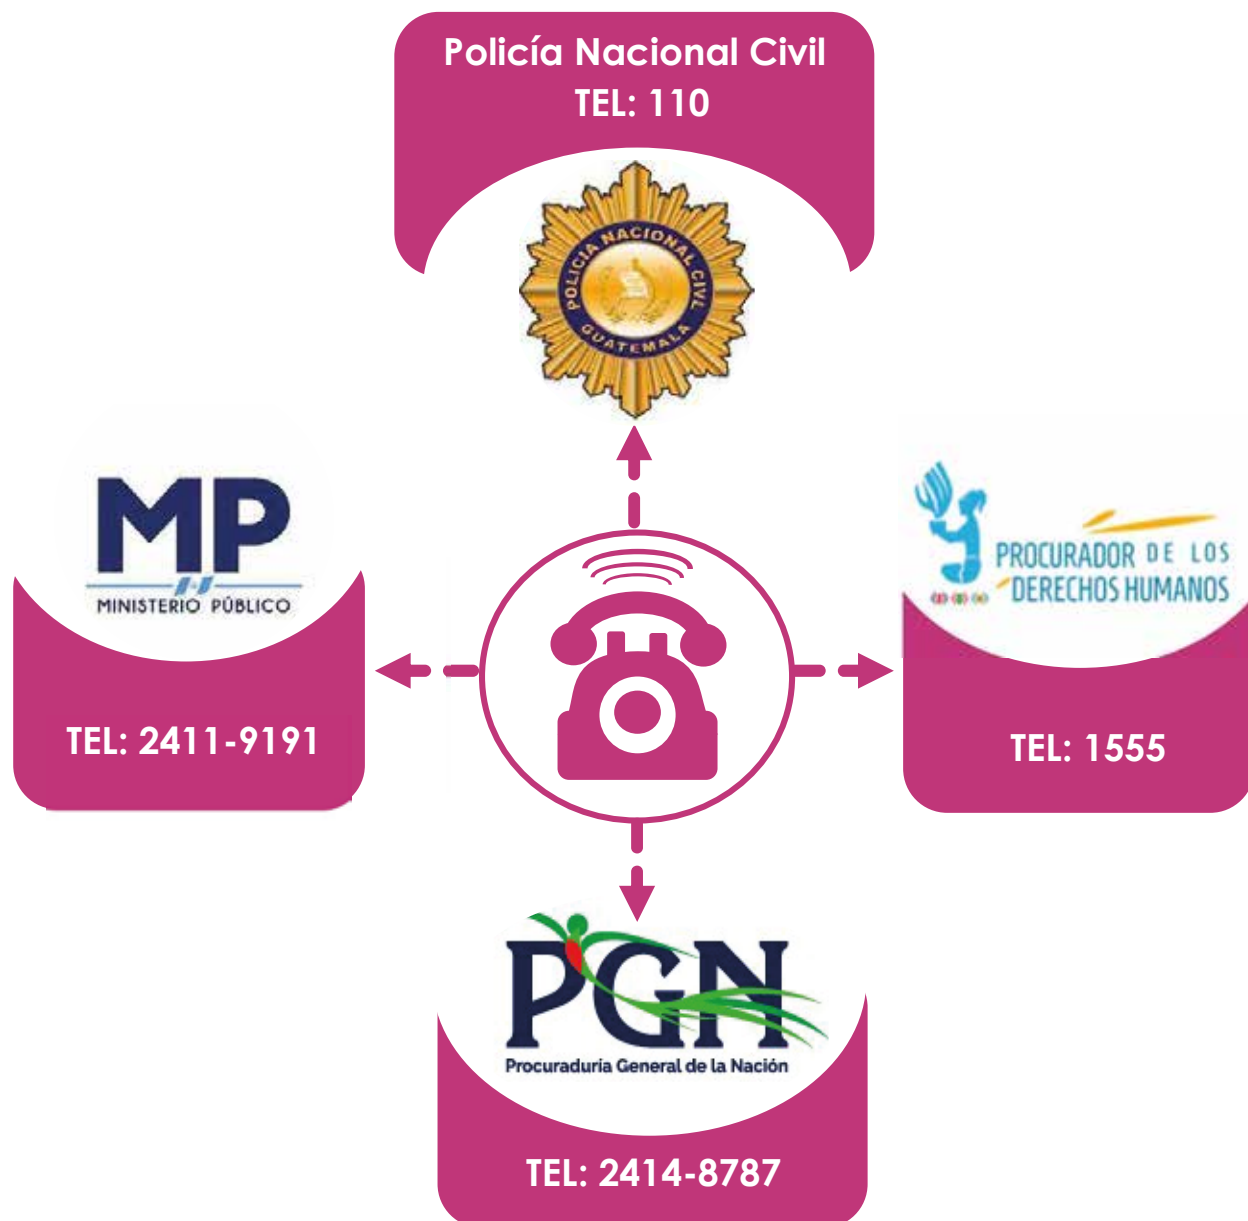 Policía Nacional Civil
TEL: 110
POLICIA NACIONAL CIVIL
GUATEMALA
MP
MINISTERIO PÚBLICO
TEL: 2411-9191
PROCURADOR DE LOS
DERECHOS HUMANOS
TEL: 1555
PGN
Procuraduría General de la Nación
TEL: 2414-8787